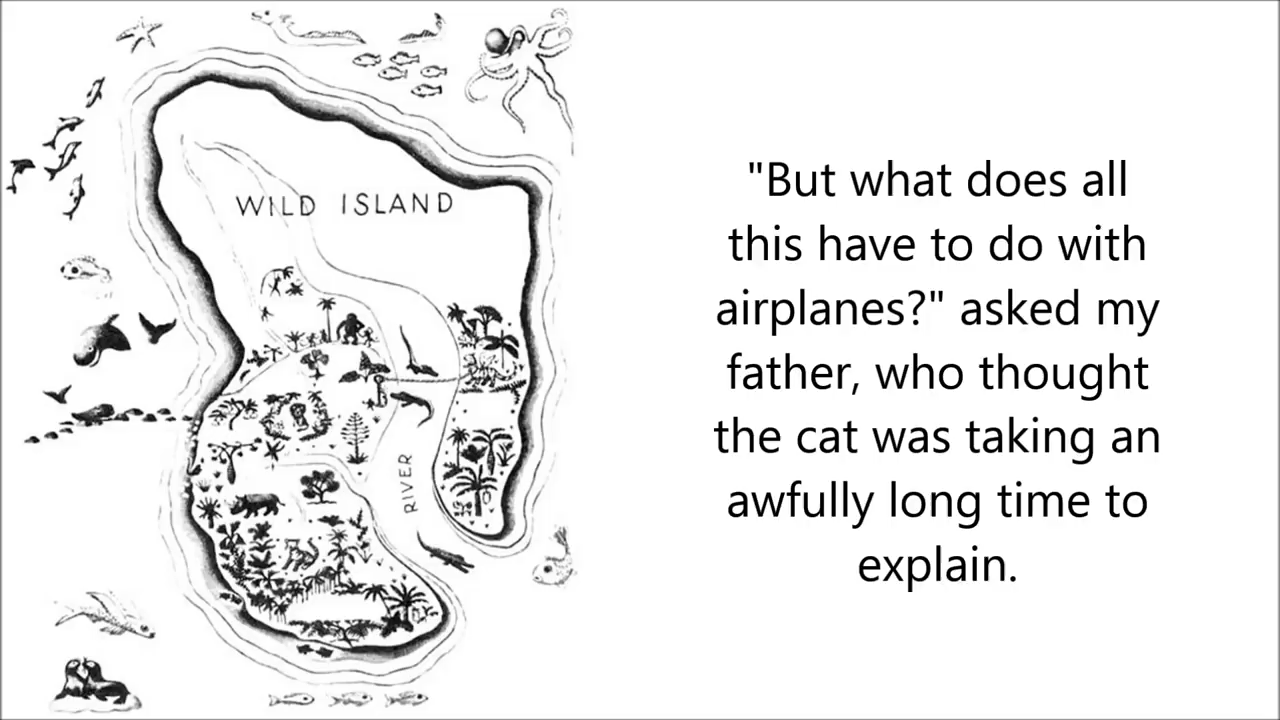 WILD ISLAND
RIVER
"But what does all
this have to do with
airplanes?" asked my
father, who thought
the cat was taking an
awfully long time to
explain.